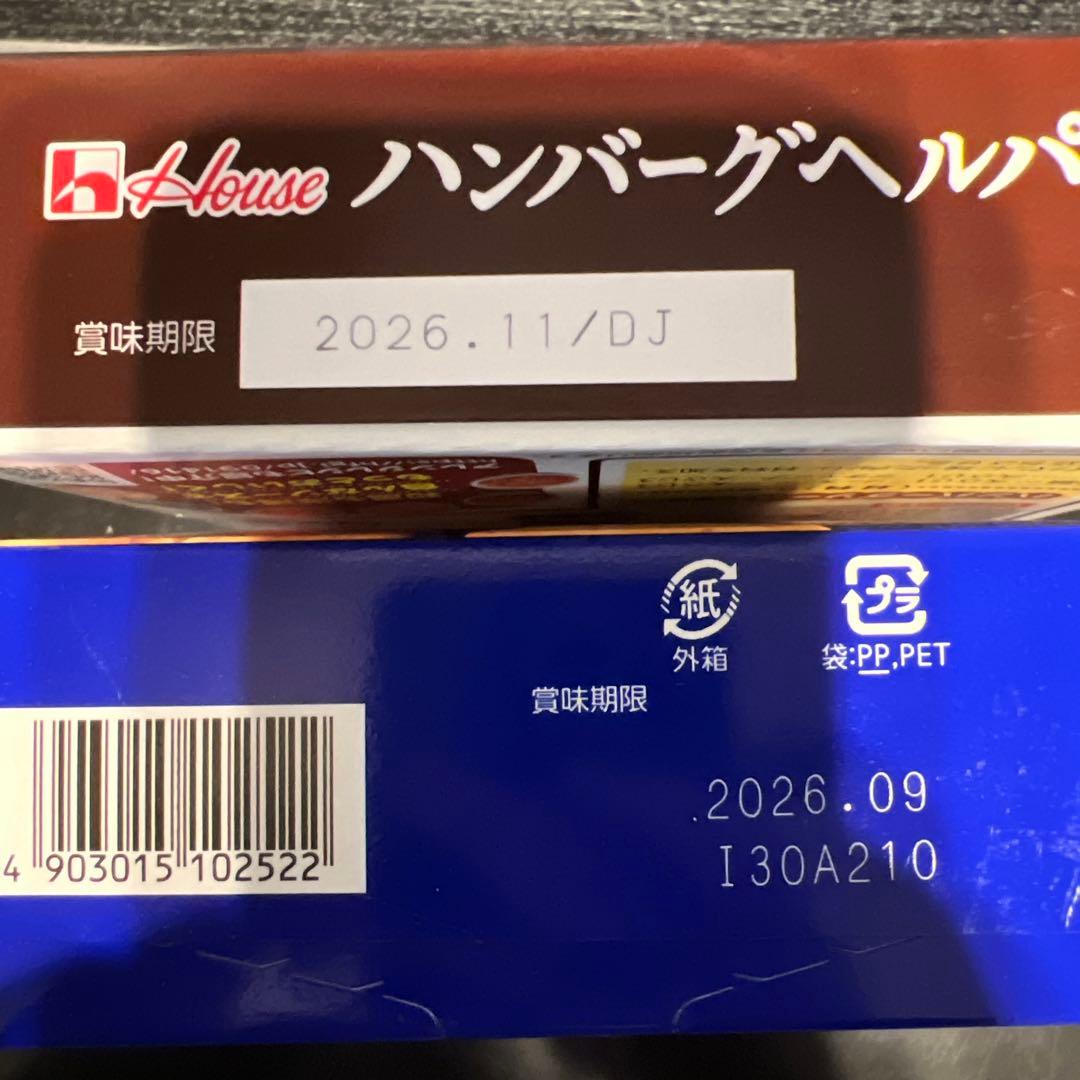 House ハンバーグヘルパ
賞味期限 2026.11/DJ
紙
外箱
プラ
袋:PP,PET
賞味期限
2026.09
I30A210
4 903015 102522